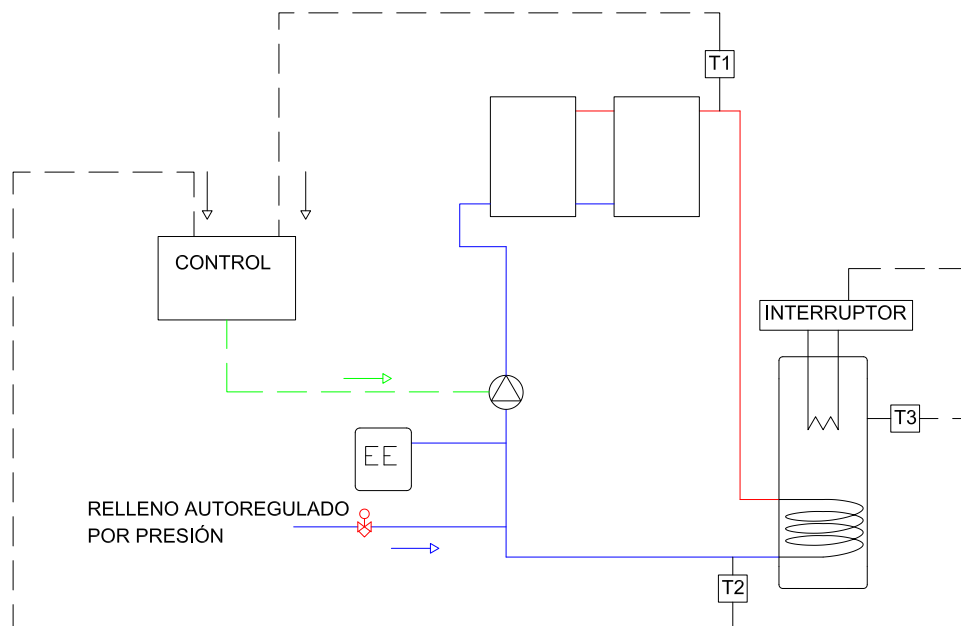 T1
CONTROL
INTERRUPTOR
T3
EE
RELLENO AUTOREGULADO
POR PRESIÓN
T2